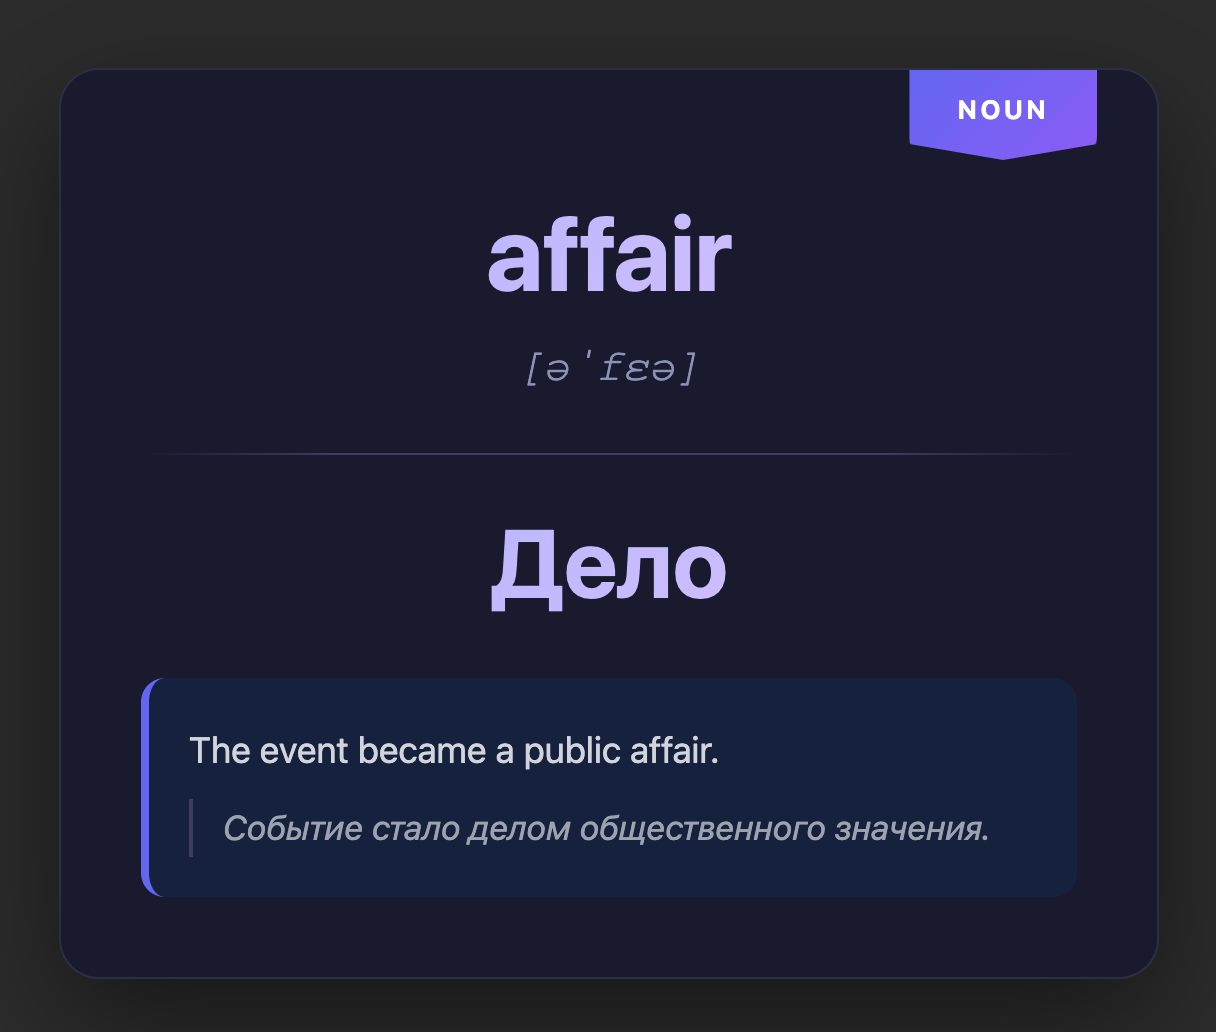 NOUN
affair
[əˈfɛə]
Дело
The event became a public affair.
Событие стало делом общественного значения.